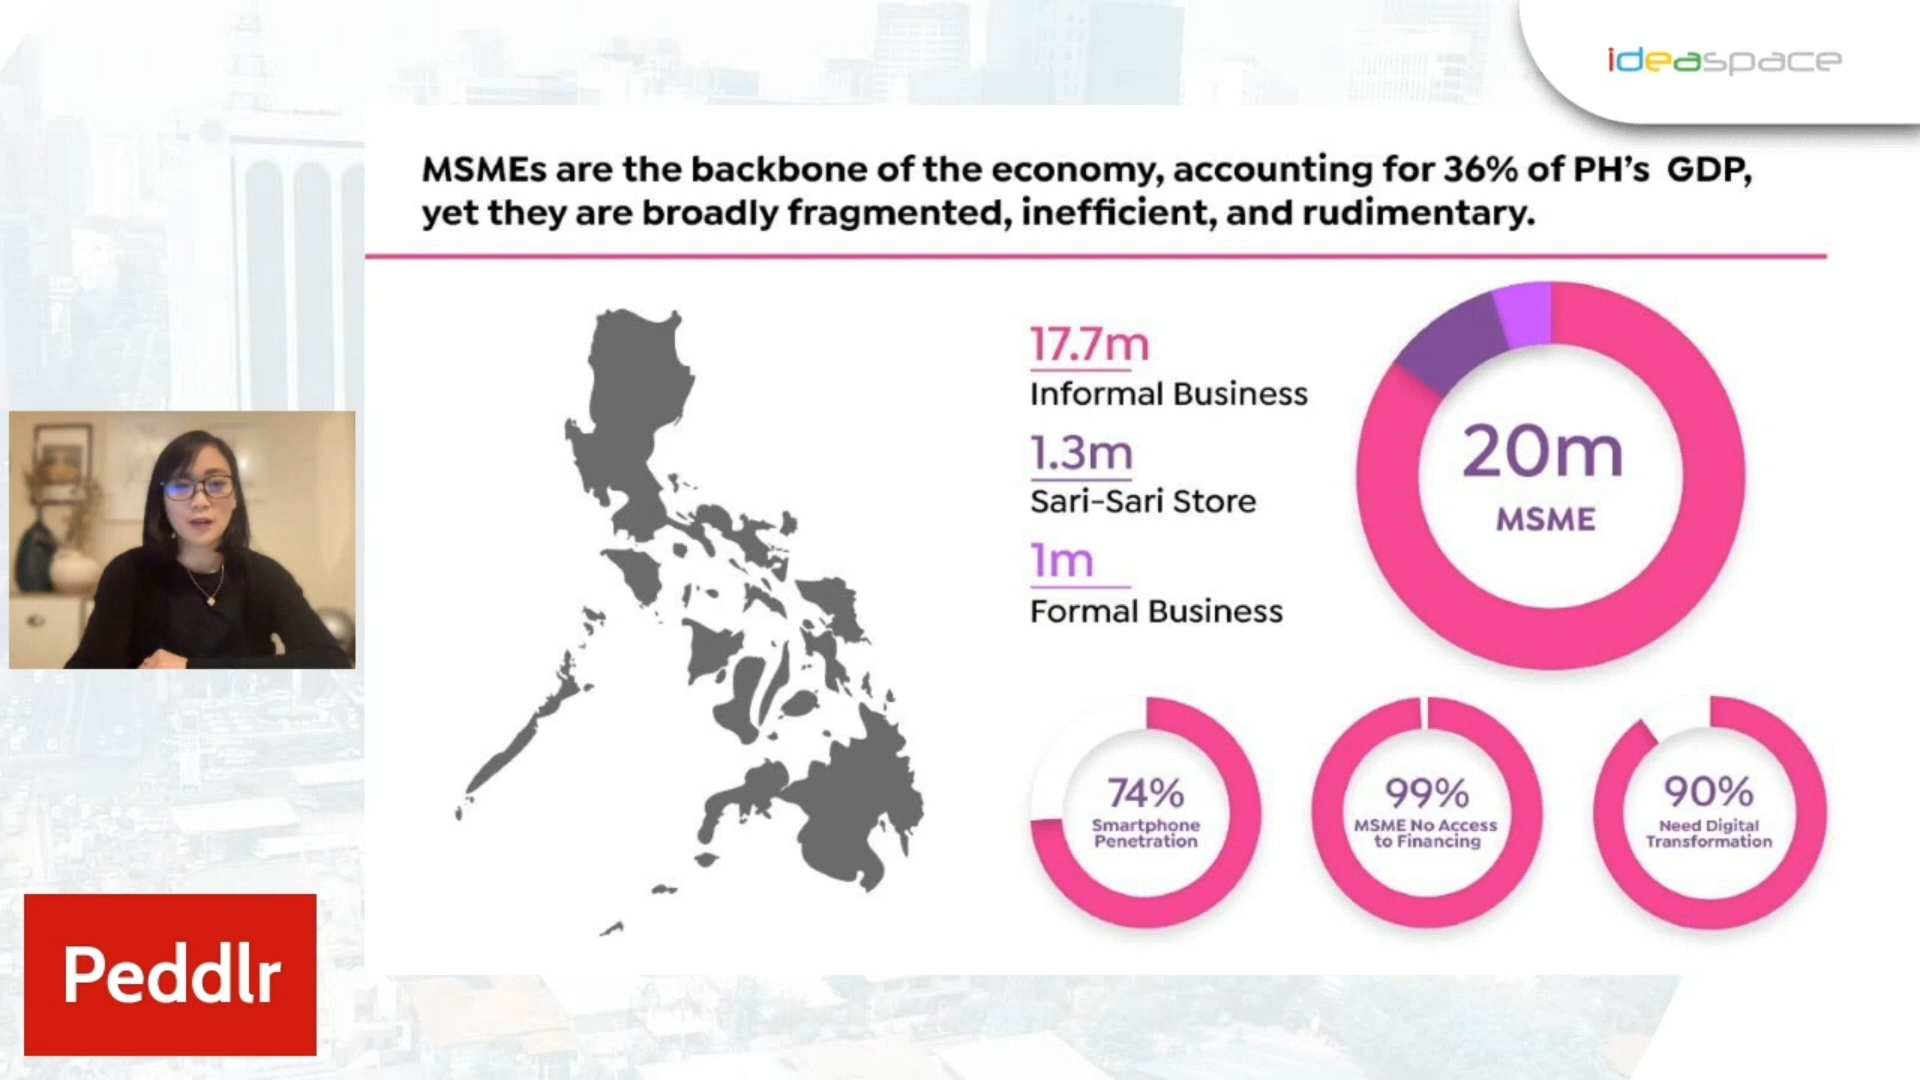 ideaspace
MSMEs are the backbone of the economy, accounting for 36% of PH's GDP,
yet they are broadly fragmented, inefficient, and rudimentary.
17.7m
Informal Business
1.3m
Sari-Sari Store
1m
Formal Business
20m
MSME
74%
Smartphone
Penetration
99%
MSME No Access
to Financing
90%
Need Digital
Transformation
Peddlr